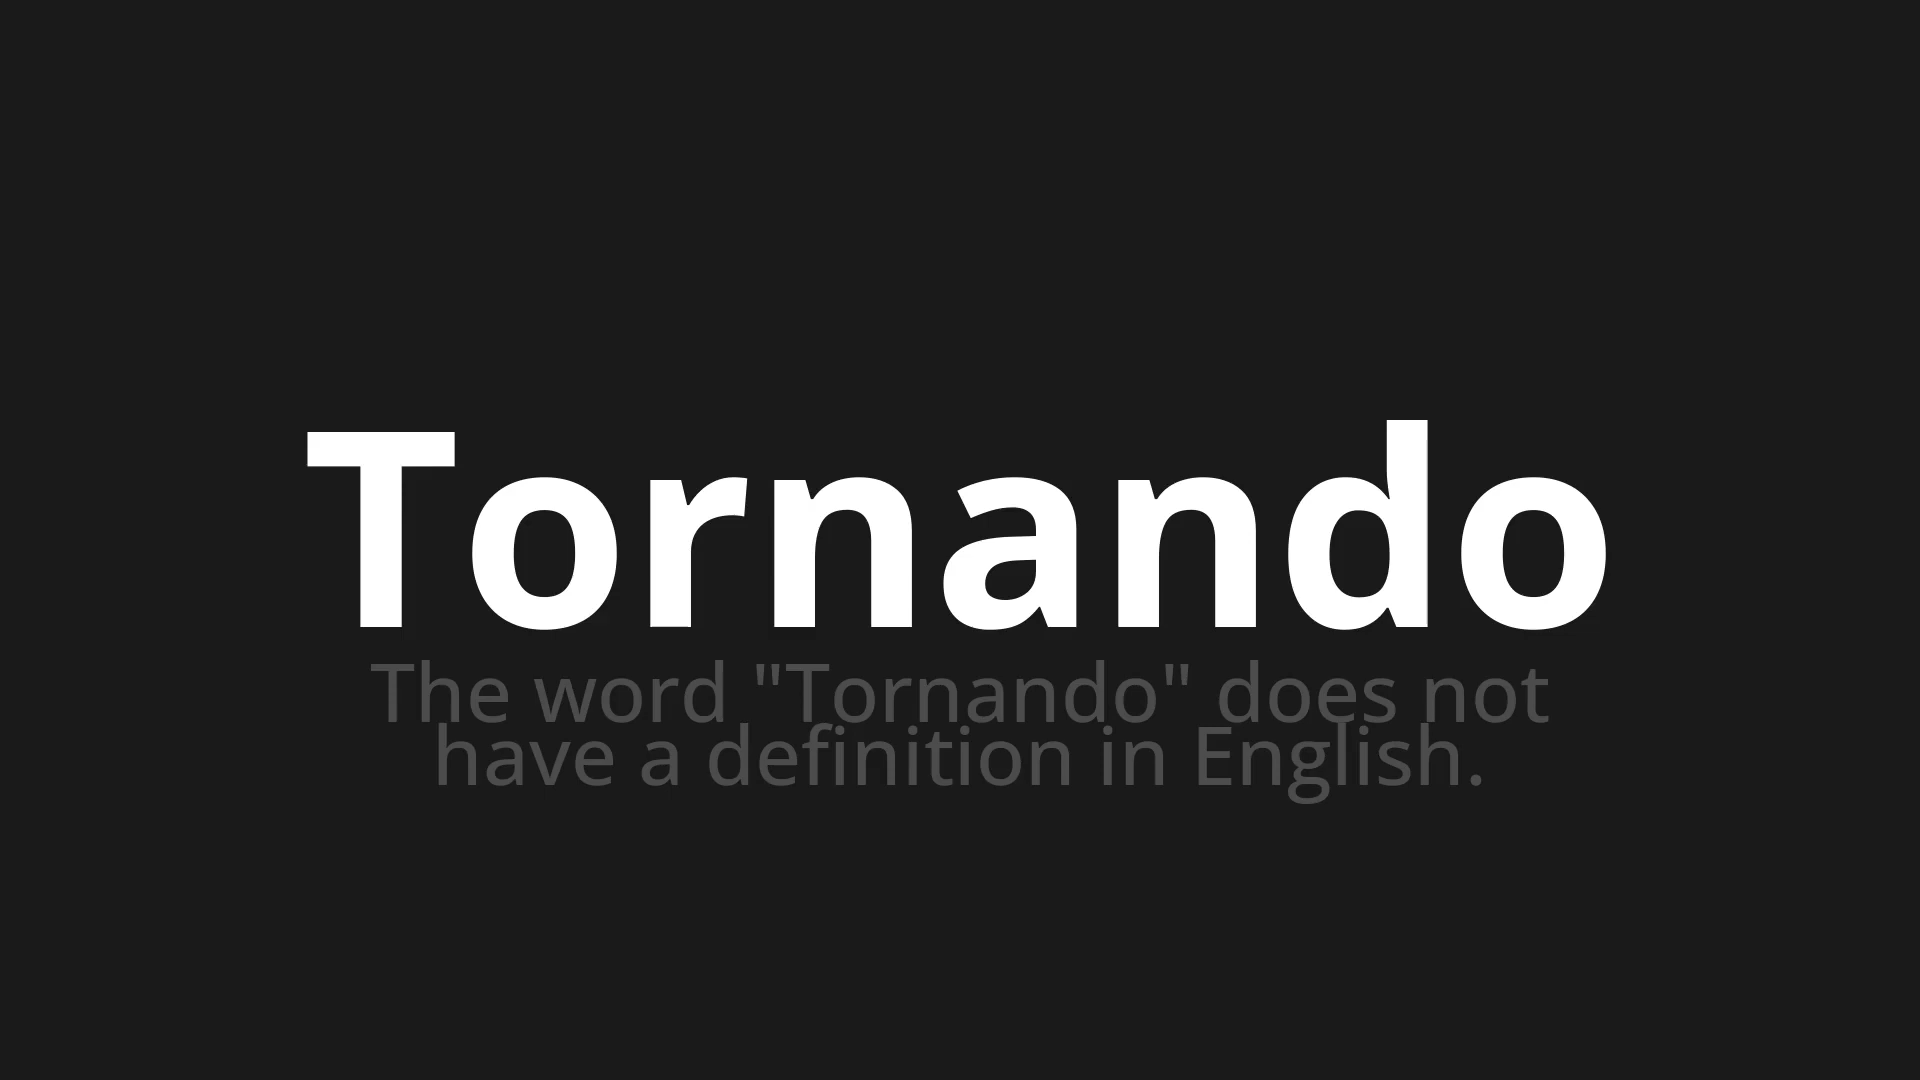 Tornando
The word "Tornando" does not
have a definition in English.